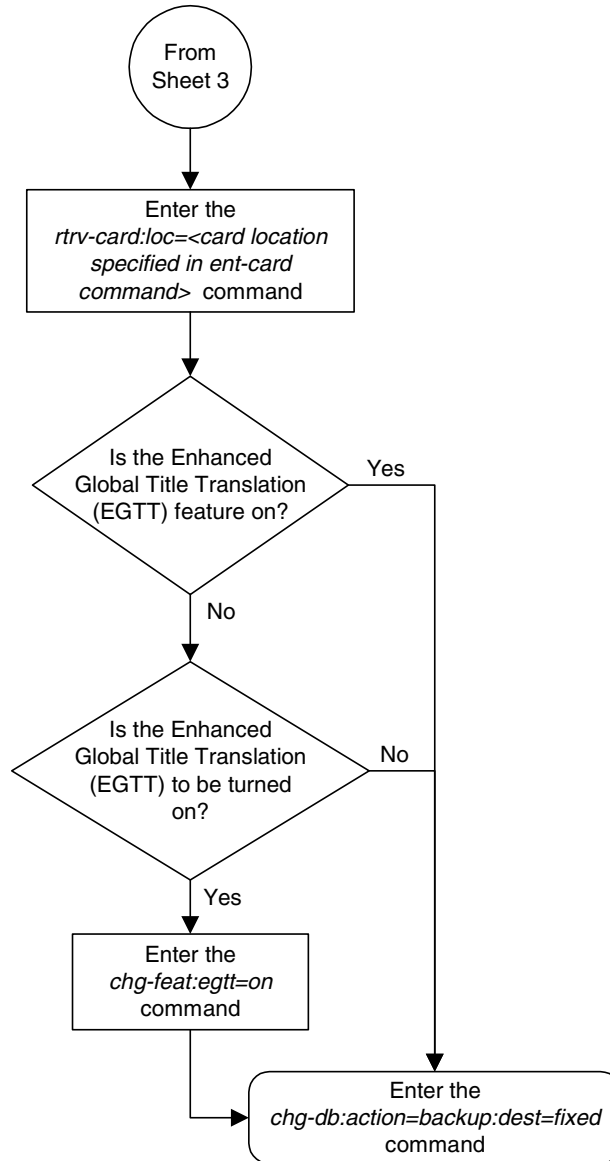 From
Sheet 3
Enter the
rtrv-card:loc=<card location
specified in ent-card
command> command
Is the Enhanced
Global Title Translation
(EGTT) feature on?
Yes
No
Is the Enhanced
Global Title Translation
(EGTT) to be turned
on?
No
Yes
Enter the
chg-feat:egtt=on
command
Enter the
chg-db:action=backup:dest=fixed
command